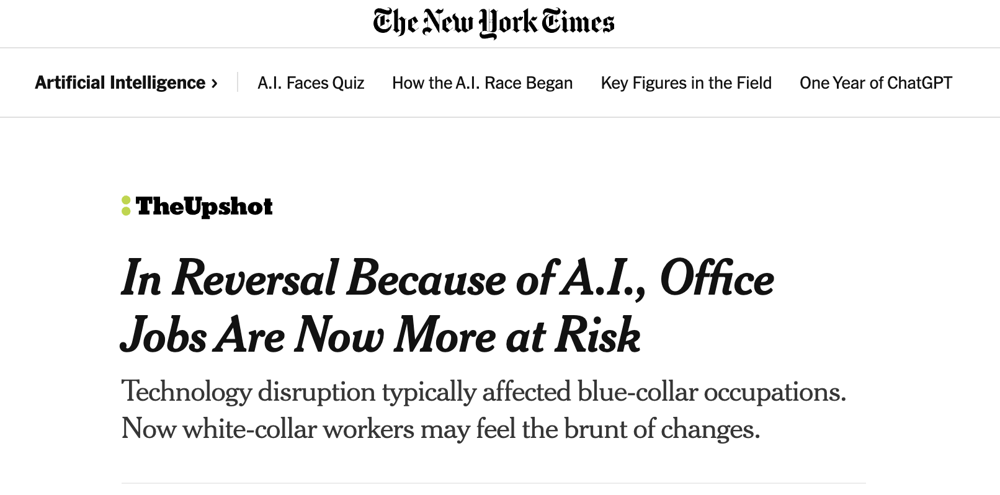 The New York Times
Artificial Intelligence › A.I. Faces Quiz How the A.I. Race Began Key Figures in the Field One Year of ChatGPT
TheUpshot
In Reversal Because of A.I., Office
Jobs Are Now More at Risk
Technology disruption typically affected blue-collar occupations.
Now white-collar workers may feel the brunt of changes.